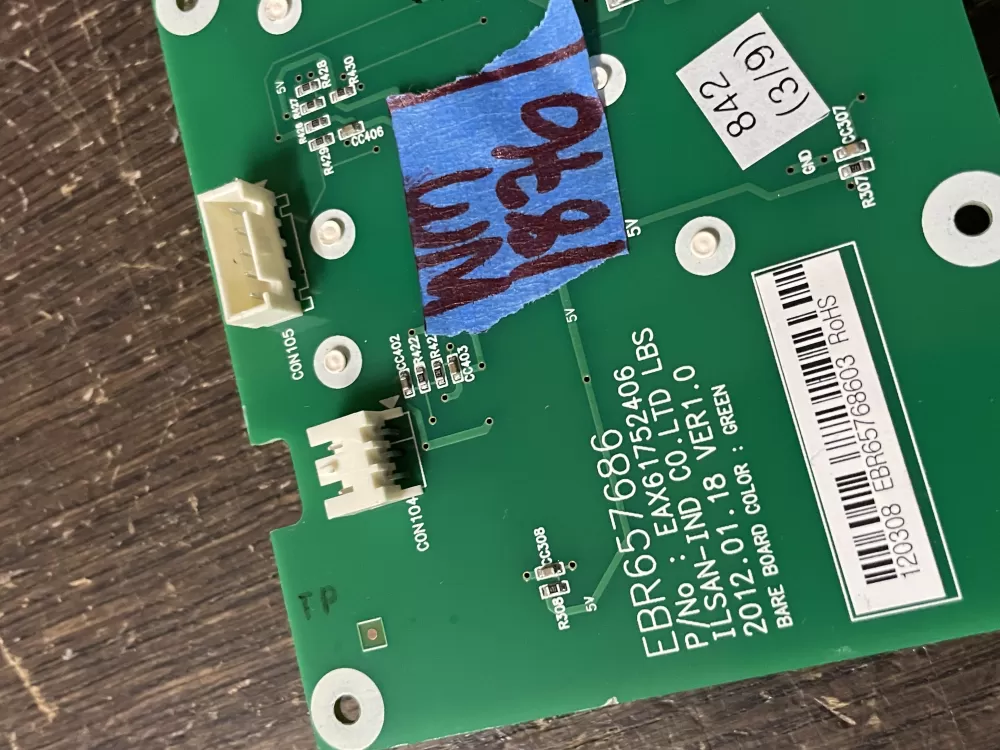 5V
R428
R430
R427
R426
R429
CC406
842
(3/9)
CC307
GND
R307
5V
5V
CON105
CC402
R422
CC403
CON104
EBR657686
P/No : EAX61752406
ILSAN-IND CO.LTD LBS
2012.01.18 VER1.0
BARE BOARD COLOR : GREEN
120308 EBR65768603 RoHS
CC308
R308
5V
TP